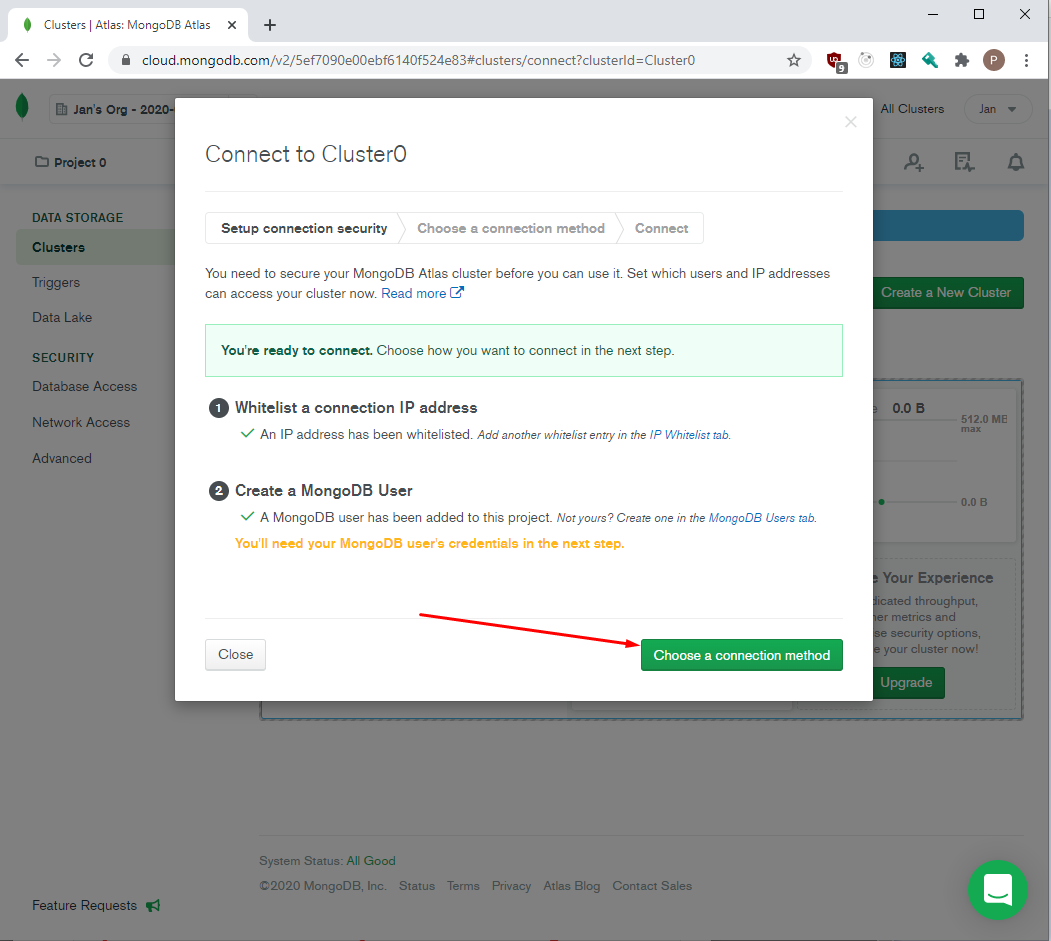 Clusters | Atlas: MongoDB Atlas
cloud.mongodb.com/v2/5ef7090e00ebf6140f524e83#clusters/connect?clusterId=Cluster0
9
P
Jan's Org - 2020-
All Clusters
Jan
Project 0
DATA STORAGE
Clusters
Triggers
Data Lake
SECURITY
Database Access
Network Access
Advanced
Connect to Cluster0
Setup connection security
Choose a connection method
Connect
You need to secure your MongoDB Atlas cluster before you can use it. Set which users and IP addresses
can access your cluster now. Read more
You're ready to connect. Choose how you want to connect in the next step.
1 Whitelist a connection IP address
An IP address has been whitelisted. Add another whitelist entry in the IP Whitelist tab.
2 Create a MongoDB User
A MongoDB user has been added to this project. Not yours? Create one in the MongoDB Users tab.
You'll need your MongoDB user's credentials in the next step.
Close
Choose a connection method
Create a New Cluster
0.0 B
512.0 MB
max
0.0 B
Your Experience
throughput,
metrics and
security options,
your cluster now!
Upgrade
System Status: All Good
©2020 MongoDB, Inc. Status Terms Privacy Atlas Blog Contact Sales
Feature Requests